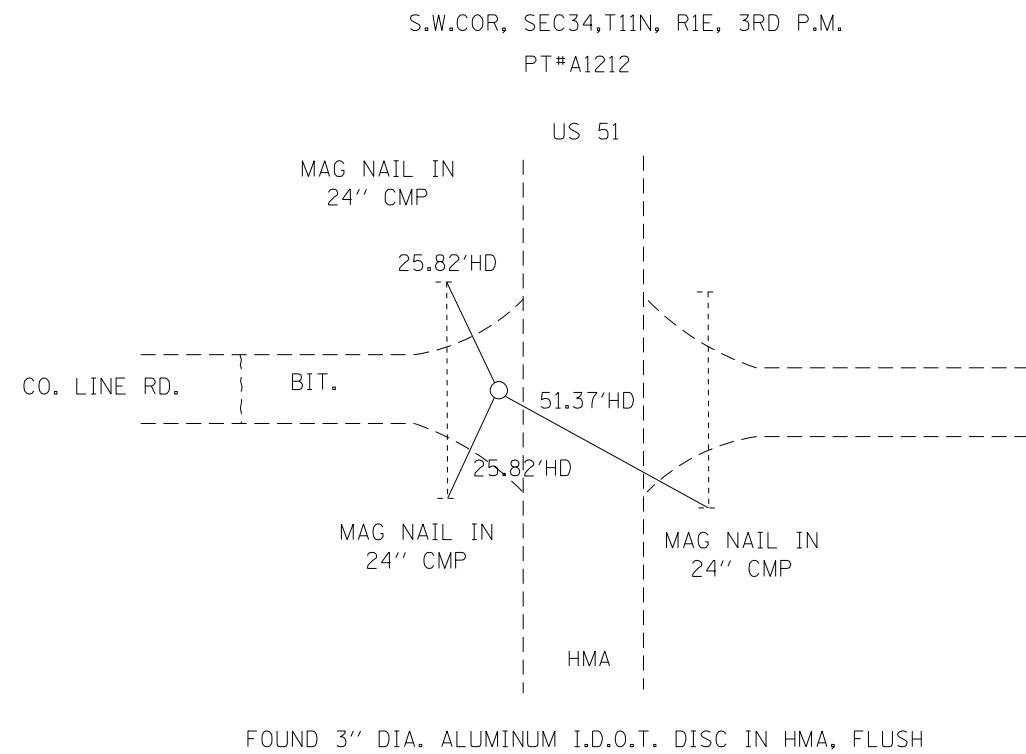 S.W.COR, SEC34,T11N, R1E, 3RD P.M.
PT#A1212
US 51
MAG NAIL IN
24'' CMP
25.82'HD
CO. LINE RD.
BIT.
51.37'HD
25.82'HD
MAG NAIL IN
24'' CMP
MAG NAIL IN
24'' CMP
HMA
FOUND 3'' DIA. ALUMINUM I.D.O.T. DISC IN HMA, FLUSH